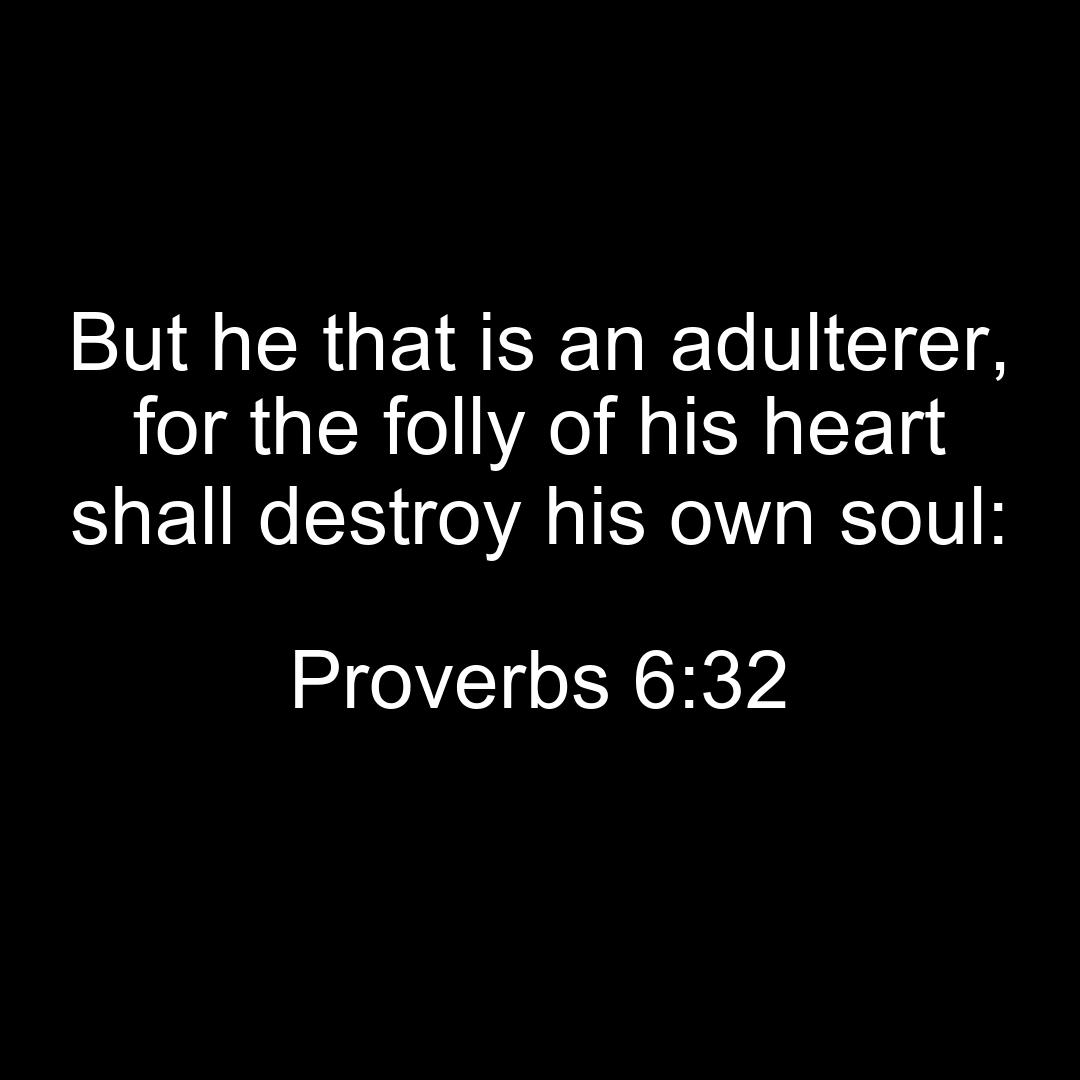 But he that is an adulterer,
for the folly of his heart
shall destroy his own soul:
Proverbs 6:32